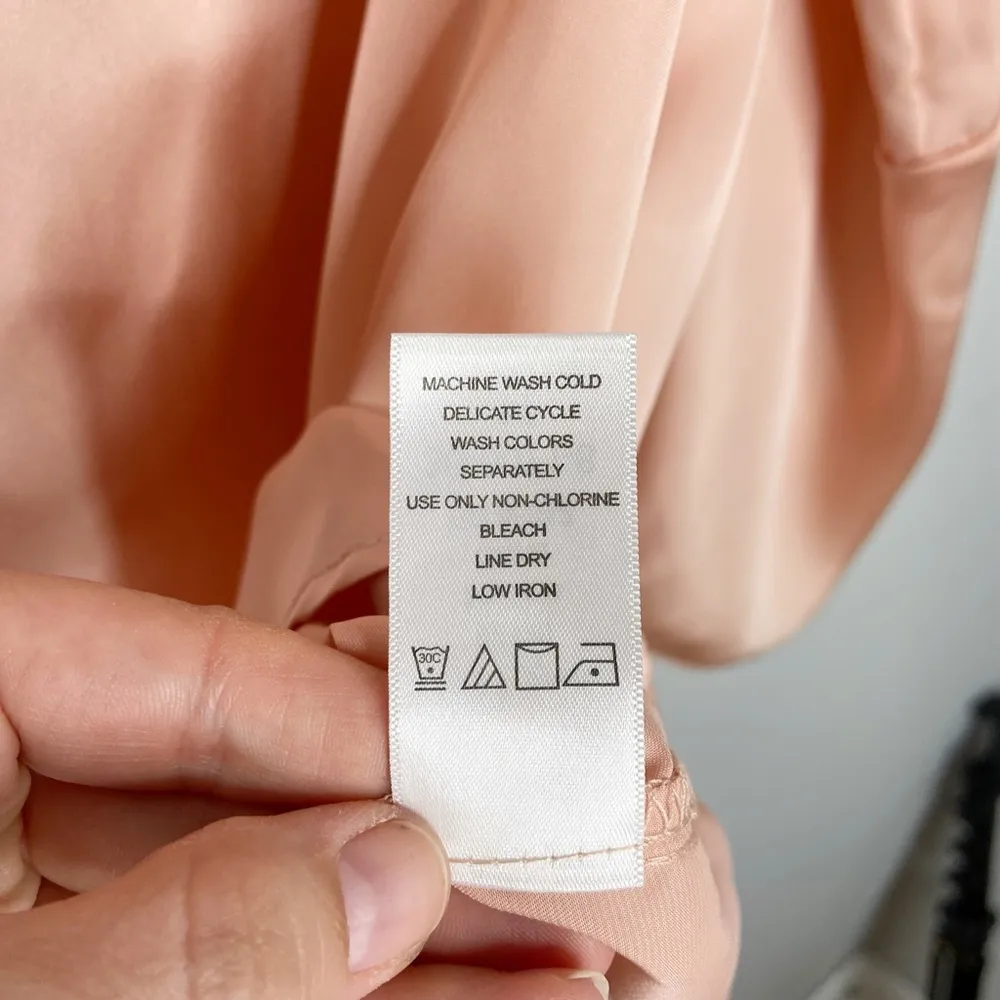 MACHINE WASH COLD
DELICATE CYCLE
WASH COLORS
SEPARATELY
USE ONLY NON-CHLORINE
BLEACH
LINE DRY
LOW IRON
30C